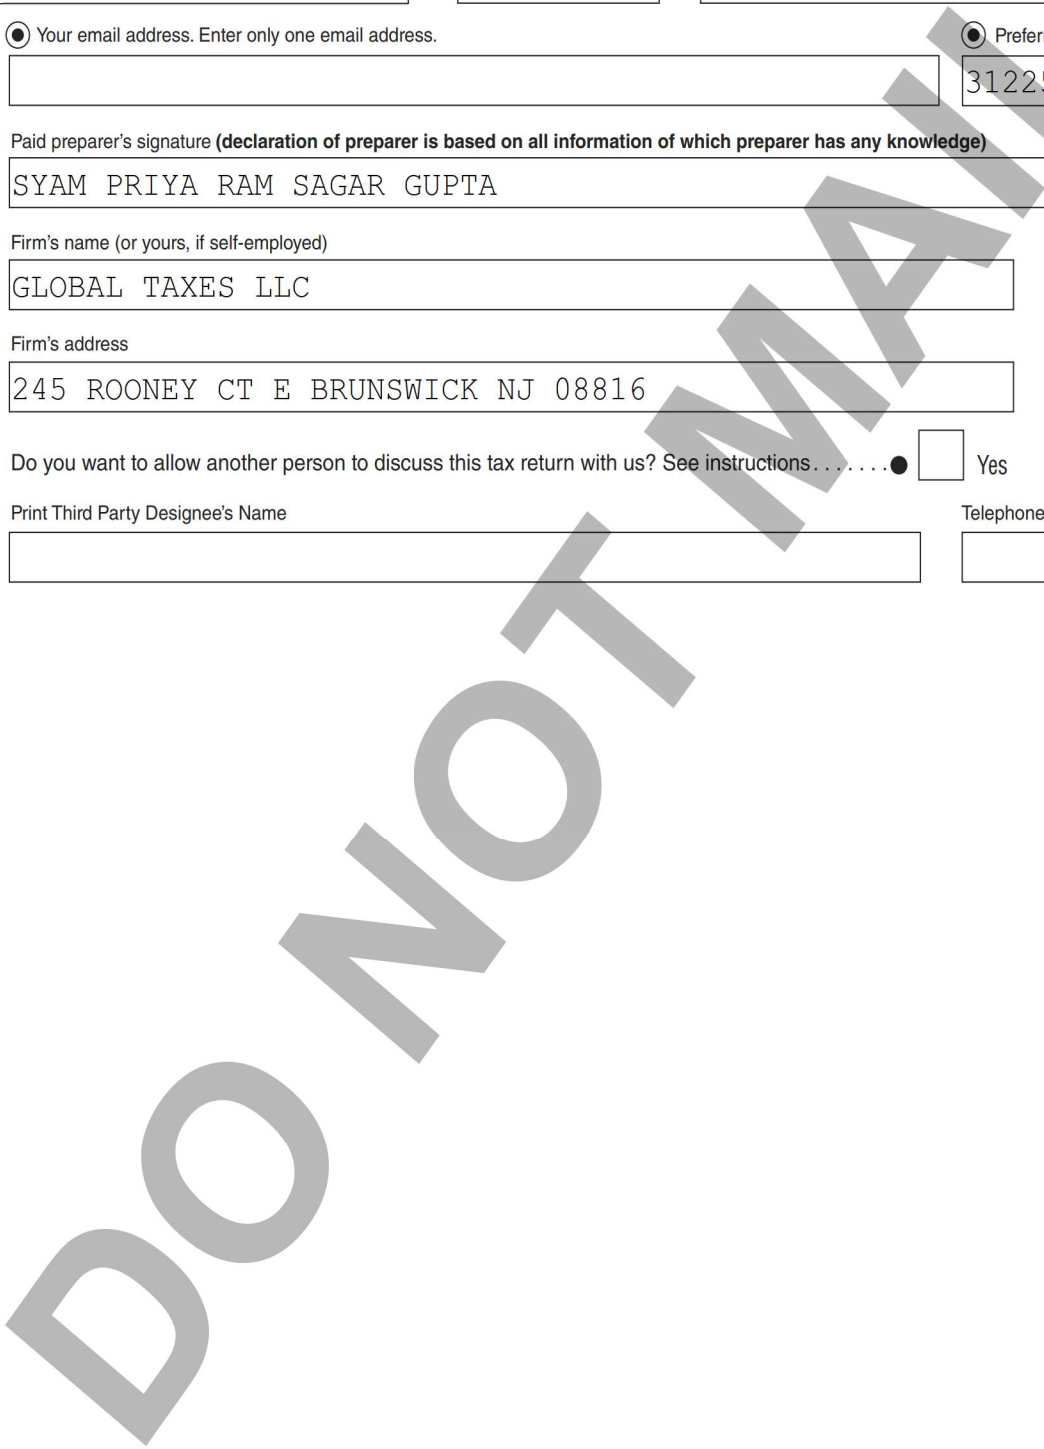 Your email address. Enter only one email address.
Prefer
31225
Paid preparer's signature (declaration of preparer is based on all information of which preparer has any knowledge)
SYAM PRIYA RAM SAGAR GUPTA
Firm's name (or yours, if self-employed)
GLOBAL TAXES LLC
Firm's address
245 ROONEY CT E BRUNSWICK NJ 08816
Do you want to allow another person to discuss this tax return with us? See instructions....... Yes
Print Third Party Designee's Name
Telephone
DO NOT MAIL